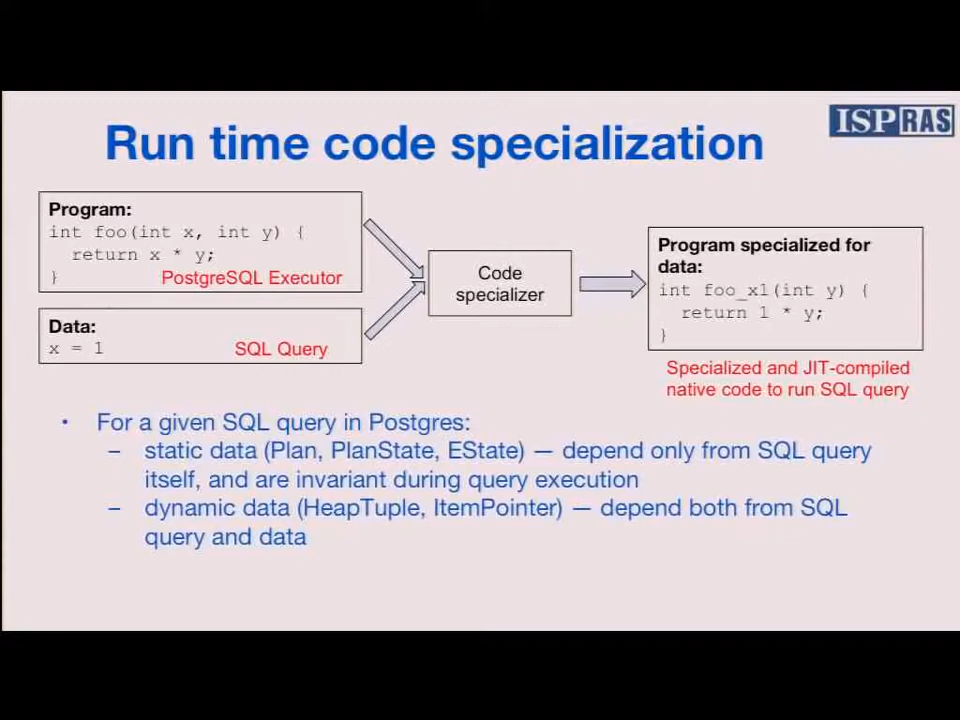 Run time code specialization
ISPRAS
Program:
int foo(int x, int y) {
return x * y;
}
PostgreSQL Executor
Data:
x = 1
SQL Query
Code
specializer
Program specialized for
data:
int foo_x1(int y) {
return 1 * y;
}
Specialized and JIT-compiled
native code to run SQL query
• For a given SQL query in Postgres:
– static data (Plan, PlanState, EState) — depend only from SQL query
itself, and are invariant during query execution
– dynamic data (HeapTuple, ItemPointer) — depend both from SQL
query and data